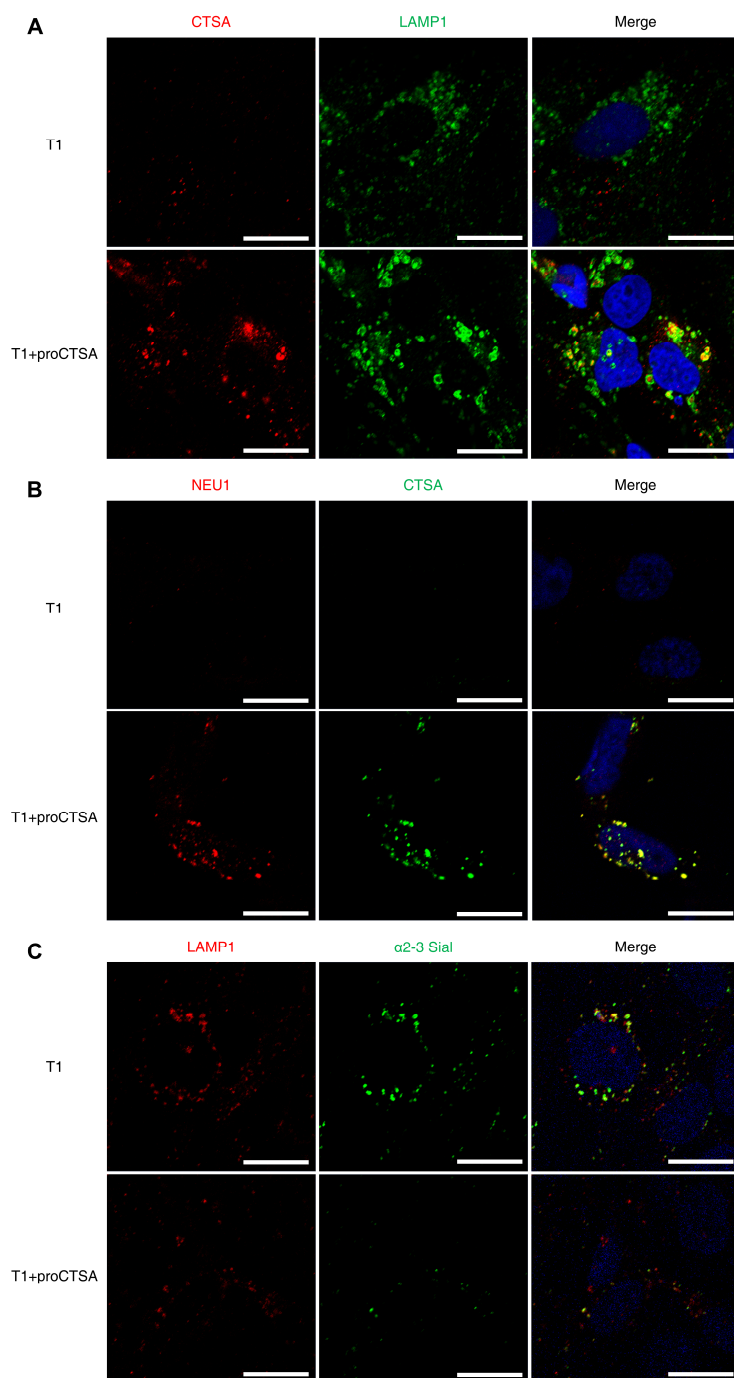 A
CTSA LAMP1 Merge
T1
T1+proCTSA
B
NEU1 CTSA Merge
T1
T1+proCTSA
C
LAMP1 α2-3 Sial Merge
T1
T1+proCTSA